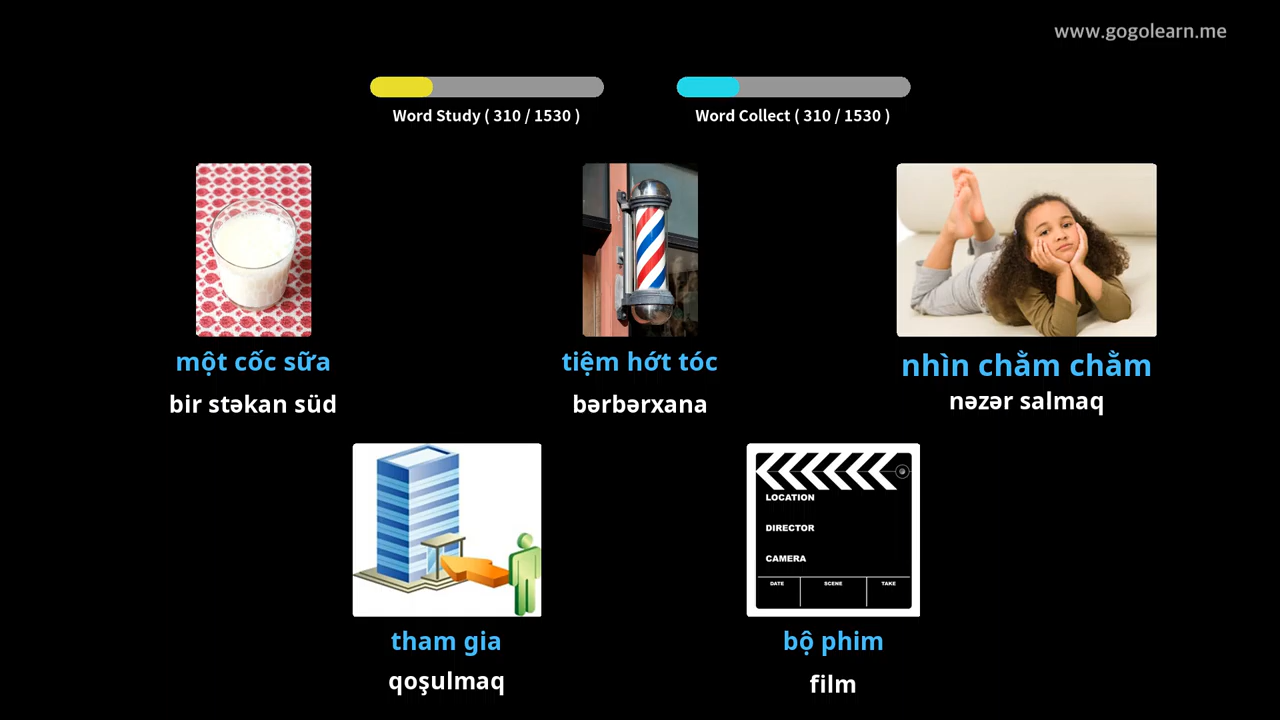 www.gogolearn.me
Word Study ( 310 / 1530 )
Word Collect ( 310 / 1530 )
một cốc sữa
bir stəkan süd
tiệm hớt tóc
bərbərxana
nhìn chằm chằm
nəzər salmaq
LOCATION
DIRECTOR
CAMERA
DATE SCENE TAKE
tham gia
qoşulmaq
bộ phim
film